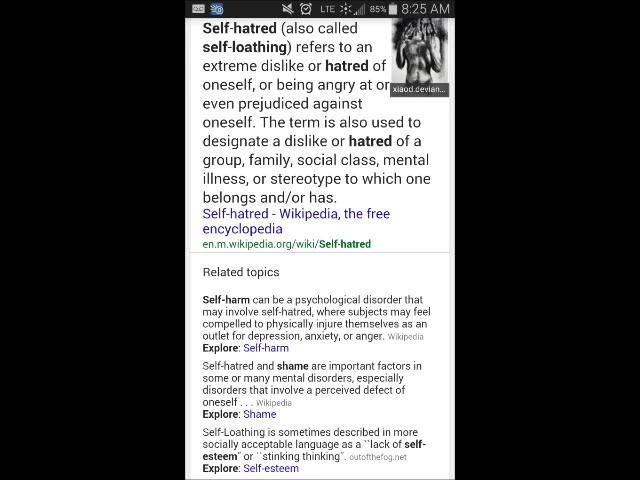 LTE 85% 8:25 AM
Self-hatred (also called
self-loathing) refers to an
extreme dislike or hatred of
oneself, or being angry at or
even prejudiced against
xiaod.devian...
oneself. The term is also used to
designate a dislike or hatred of a
group, family, social class, mental
illness, or stereotype to which one
belongs and/or has.
Self-hatred - Wikipedia, the free
encyclopedia
en.m.wikipedia.org/wiki/Self-hatred
Related topics
Self-harm can be a psychological disorder that
may involve self-hatred, where subjects may feel
compelled to physically injure themselves as an
outlet for depression, anxiety, or anger. Wikipedia
Explore: Self-harm
Self-hatred and shame are important factors in
some or many mental disorders, especially
disorders that involve a perceived defect of
oneself . . . Wikipedia
Explore: Shame
Self-Loathing is sometimes described in more
socially acceptable language as a ``lack of self-
esteem'' or ``stinking thinking''. outofthefog.net
Explore: Self-esteem